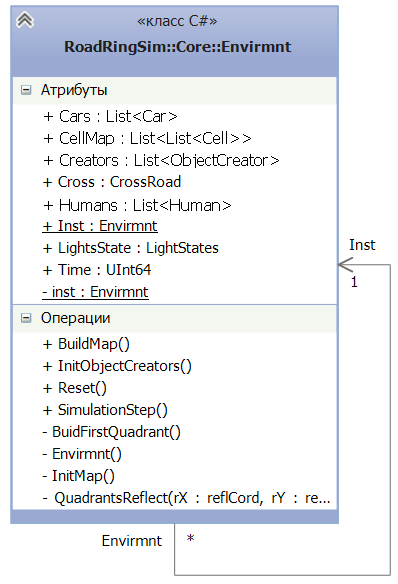 «класс C#»
RoadRingSim::Core::Envirmnt
Атрибуты
+ Cars : List<Car>
+ CellMap : List<List<Cell>>
+ Creators : List<ObjectCreator>
+ Cross : CrossRoad
+ Humans : List<Human>
+ Inst : Envirmnt
+ LightsState : LightStates
+ Time : UInt64
- inst : Envirmnt
Операции
+ BuildMap()
+ InitObjectCreators()
+ Reset()
+ SimulationStep()
- BuidFirstQuadrant()
- Envirmnt()
- InitMap()
- QuadrantsReflect(rX : reflCord, rY : re...
Inst
1
Envirmnt *